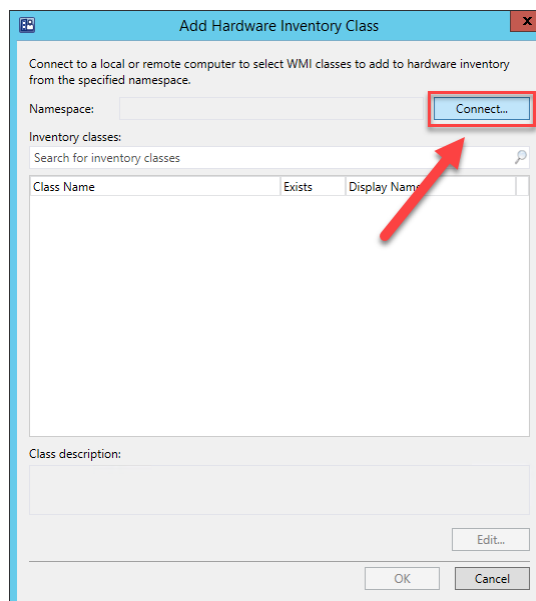 Add Hardware Inventory Class
x
Connect to a local or remote computer to select WMI classes to add to hardware inventory
from the specified namespace.
Namespace:
Connect...
Inventory classes:
Search for inventory classes
Class Name Exists Display Name
Class description:
Edit...
OK Cancel